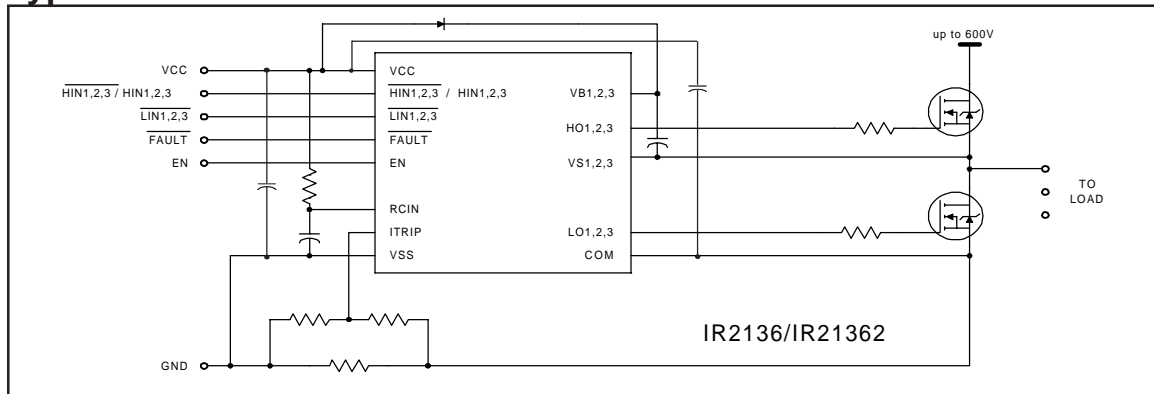 up to 600V
VCC
HIN1,2,3 / HIN1,2,3
LIN1,2,3
FAULT
EN
GND
VCC
HIN1,2,3 / HIN1,2,3
LIN1,2,3
FAULT
EN
RCIN
ITRIP
VSS
VB1,2,3
HO1,2,3
VS1,2,3
LO1,2,3
COM
TO
LOAD
IR2136/IR21362